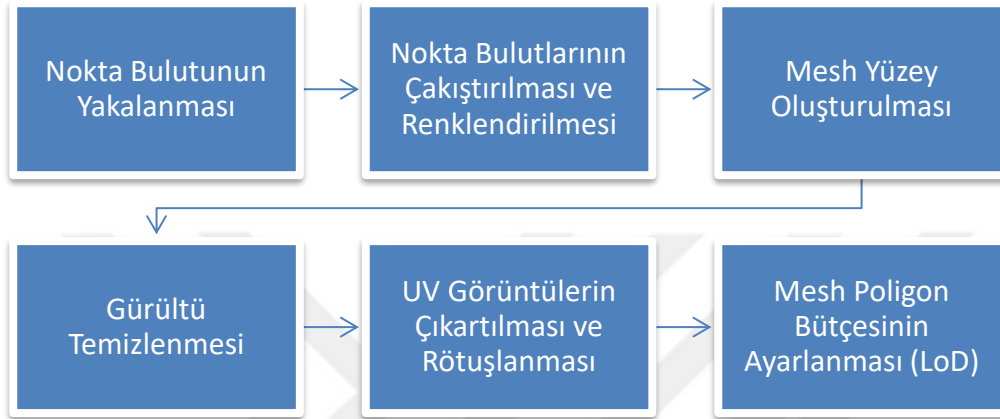 Nokta Bulutunun
Yakalanması
Nokta Bulutlarının
Çakıştırılması ve
Renklendirilmesi
Mesh Yüzey
Oluşturulması
Gürültü
Temizlenmesi
UV Görüntülerin
Çıkartılması ve
Rötuşlanması
Mesh Poligon
Bütçesinin
Ayarlanması (LoD)